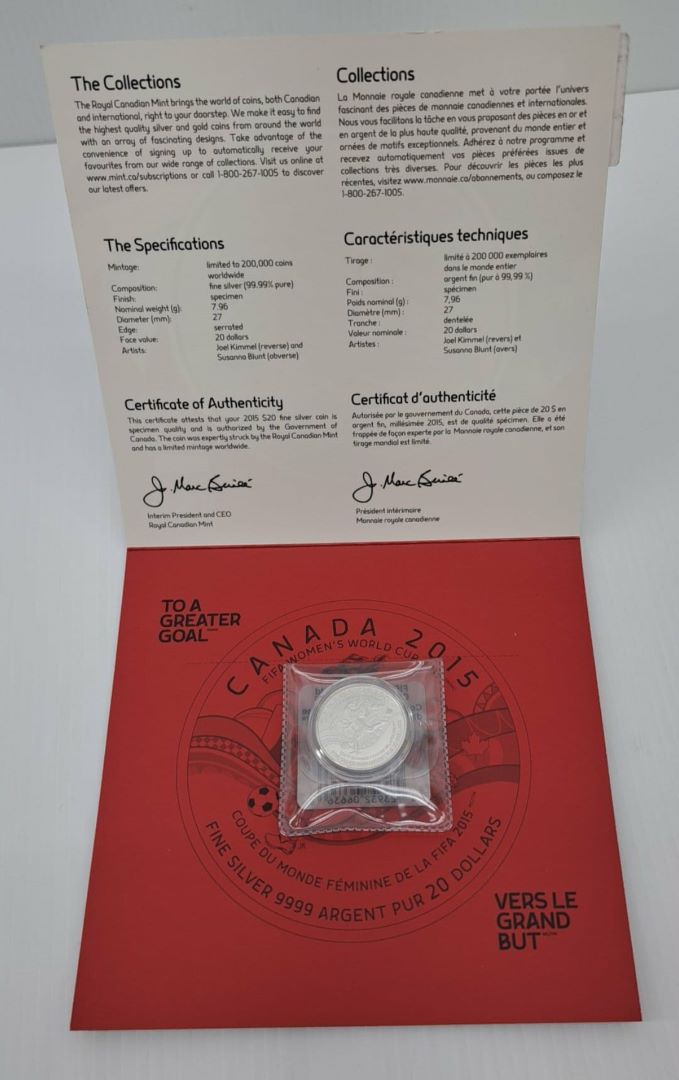 The Collections
The Royal Canadian Mint brings the world of coins, both Canadian
and international, right to your doorstep. We make it easy to find
the highest quality silver and gold coins from around the world
with an array of fascinating designs. Take advantage of the
convenience of signing up to automatically receive your
favourites from our wide range of collections. Visit us online at
www.mint.ca/subscriptions or call 1-800-267-1005 to discover
our latest offers.
Collections
La Monnaie royale canadienne met à votre portée l'univers
fascinant des pièces de monnaie canadiennes et internationales.
Nous vous facilitons la tâche en vous proposant des pièces en or et
en argent de la plus haute qualité, provenant du monde entier et
ornées de motifs exceptionnels. Adhérez à notre programme et
recevez automatiquement vos pièces préférées issues de
collections très diverses. Pour découvrir les pièces les plus
récentes, visitez www.monnaie.ca/abonnements, ou composez le
1-800-267-1005.
The Specifications
Mintage: limited to 200,000 coins
worldwide
Composition: fine silver (99.99% pure)
Finish: specimen
Nominal weight (g): 7.96
Diameter (mm): 27
Edge: serrated
Face value: 20 dollars
Artists: Joel Kimmel (reverse) and
Susanna Blunt (obverse)
Caractéristiques techniques
Tirage : limité à 200 000 exemplaires
dans le monde entier
Composition : argent fin (pur à 99,99 %)
Fini : spécimen
Poids nominal (g) : 7,96
Diamètre (mm) : 27
Tranche : dentelée
Valeur nominale : 20 dollars
Artistes : Joel Kimmel (revers) et
Susanna Blunt (avers)
Certificate of Authenticity
This certificate attests that your 2015 $20 fine silver coin is
specimen quality and is authorized by the Government of
Canada. The coin was expertly struck by the Royal Canadian Mint
and has a limited mintage worldwide.
Interim President and CEO
Royal Canadian Mint
Certificat d'authenticité
Autorisée par le gouvernement du Canada, cette pièce de 20 $ en
argent fin, millésimée 2015, est de qualité spécimen. Elle a été
frappée de façon experte par la Monnaie royale canadienne, et son
tirage mondial est limité.
Président intérimaire
Monnaie royale canadienne
TO A
GREATER
GOAL
CANADA 2015
FIFA WOMEN'S WORLD CUP
COUPE DU MONDE FÉMININE DE LA FIFA 2015
FINE SILVER 9999 ARGENT PUR 20 DOLLARS
VERS LE
GRAND
BUT